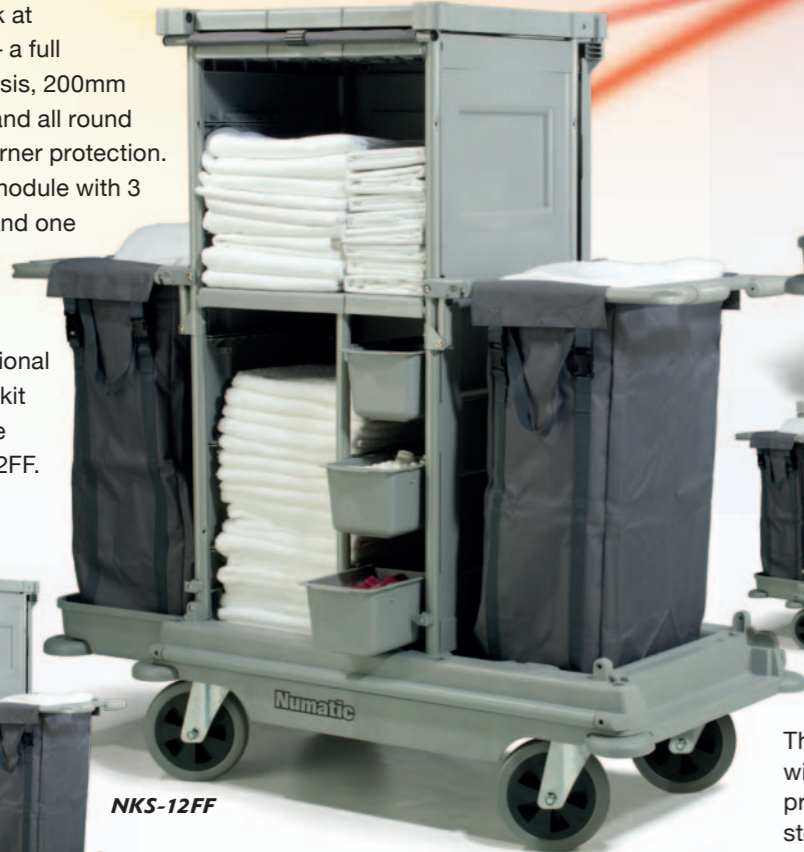 k at
- a full
sis, 200mm
and all round
rner protection.
module with 3
and one
ional
kit
e
2FF.
Numatic
NKS-12FF
Th
wi
pr
st